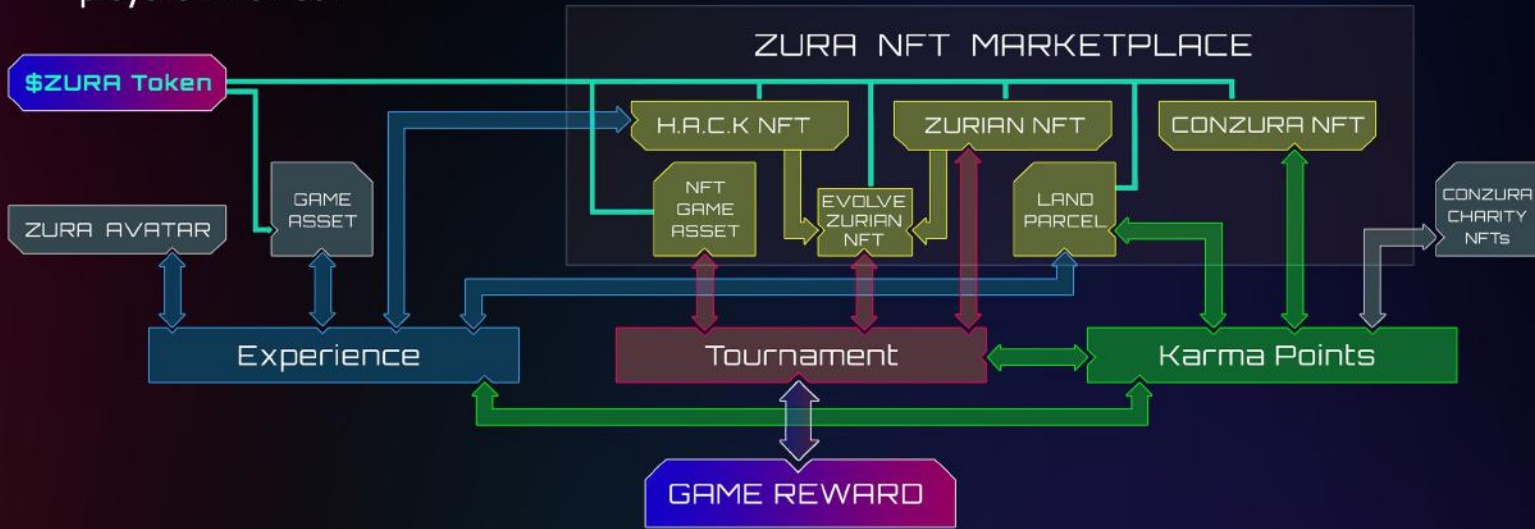 ZURA NFT MARKETPLACE
$ZURA Token
H.A.C.K NFT
ZURIAN NFT
CONZURA NFT
ZURA AVATAR
GAME
ASSET
NFT
GAME
ASSET
EVOLVE
ZURIAN
NFT
LAND
PARCEL
CONZURA
CHARITY
NFTs
Experience
Tournament
Karma Points
GAME REWARD